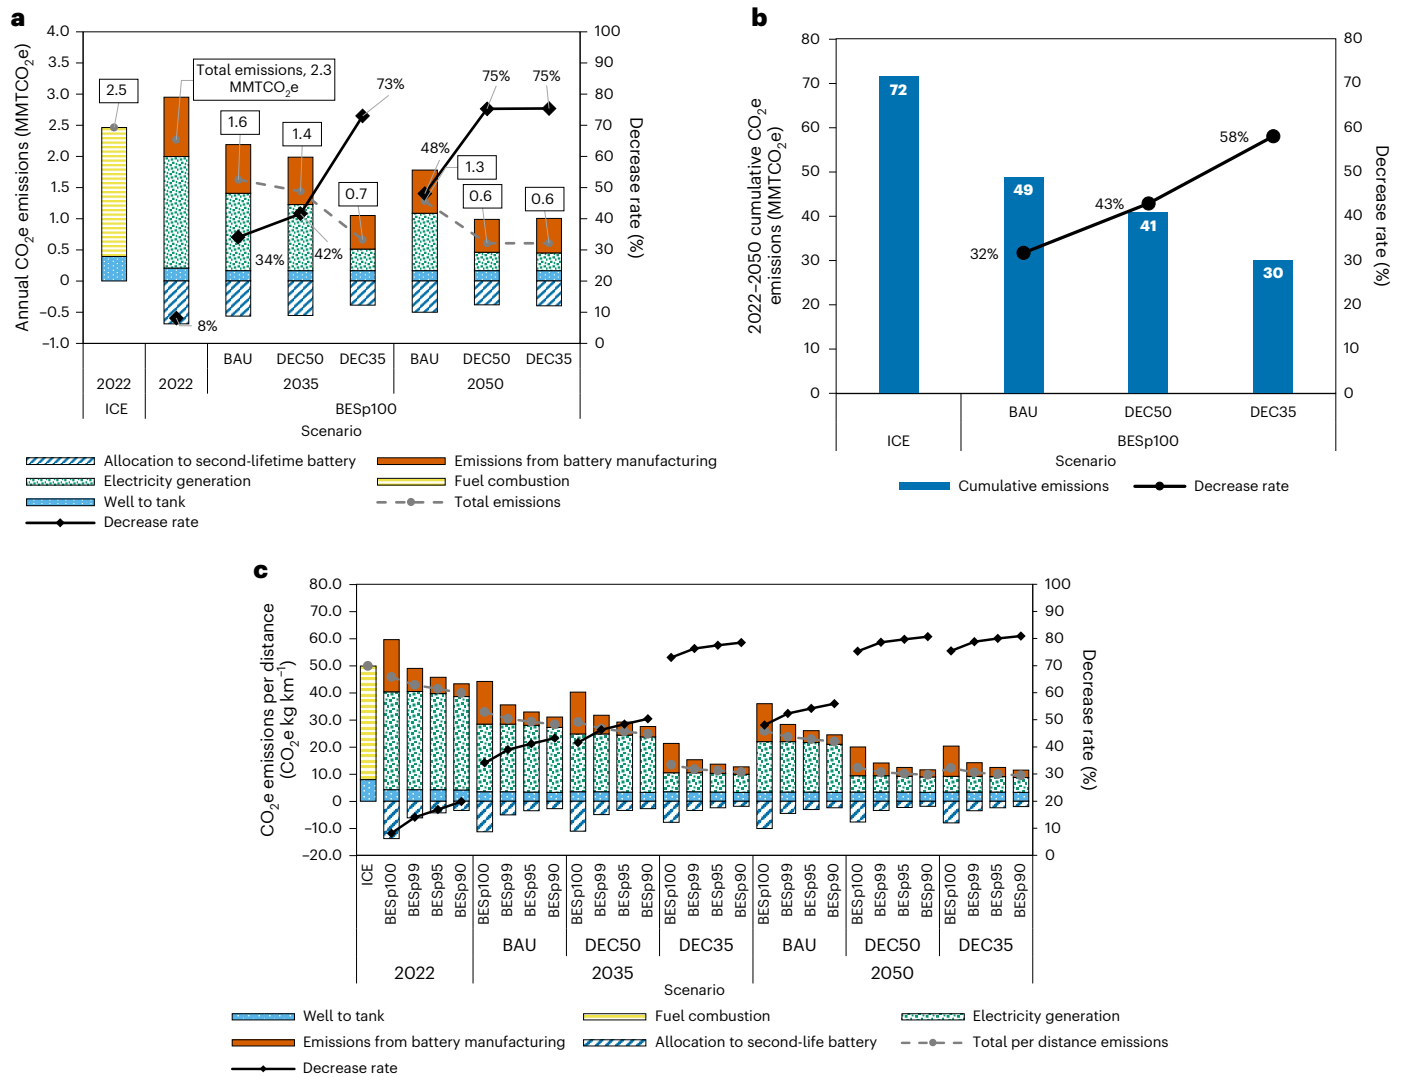 a
Annual CO2e emissions (MMTCO2e)
4.0
3.5
3.0
2.5
2.0
1.5
1.0
0.5
0
−0.5
−1.0
100
90
80
70
60
50
40
30
20
10
0
Decrease rate (%)
2.5
Total emissions, 2.3
MMTCO2e
1.6
1.4
0.7
1.3
0.6
0.6
8%
34%
42%
73%
48%
75%
75%
BAU DEC50 DEC35 BAU DEC50 DEC35
2022 2022 2035 2050
ICE BESp100
Scenario
Allocation to second-lifetime battery
Emissions from battery manufacturing
Electricity generation
Fuel combustion
Well to tank
Total emissions
Decrease rate
b
2022–2050 cumulative CO2e
emissions (MMTCO2e)
80
70
60
50
40
30
20
10
0
80
70
60
50
40
30
20
10
0
Decrease rate (%)
72
49
41
30
32%
43%
58%
BAU DEC50 DEC35
ICE BESp100
Scenario
Cumulative emissions
Decrease rate
c
CO2e emissions per distance
(CO2e kg km−1)
80.0
70.0
60.0
50.0
40.0
30.0
20.0
10.0
0
−10.0
−20.0
100
90
80
70
60
50
40
30
20
10
0
Decrease rate (%)
ICE
BESp100
BESp99
BESp95
BESp90
BESp100
BESp99
BESp95
BESp90
BESp100
BESp99
BESp95
BESp90
BESp100
BESp99
BESp95
BESp90
BESp100
BESp99
BESp95
BESp90
BESp100
BESp99
BESp95
BESp90
BESp100
BESp99
BESp95
BESp90
BAU DEC50 DEC35 BAU DEC50 DEC35
2022 2035 2050
Scenario
Well to tank
Fuel combustion
Electricity generation
Emissions from battery manufacturing
Allocation to second-life battery
Total per distance emissions
Decrease rate